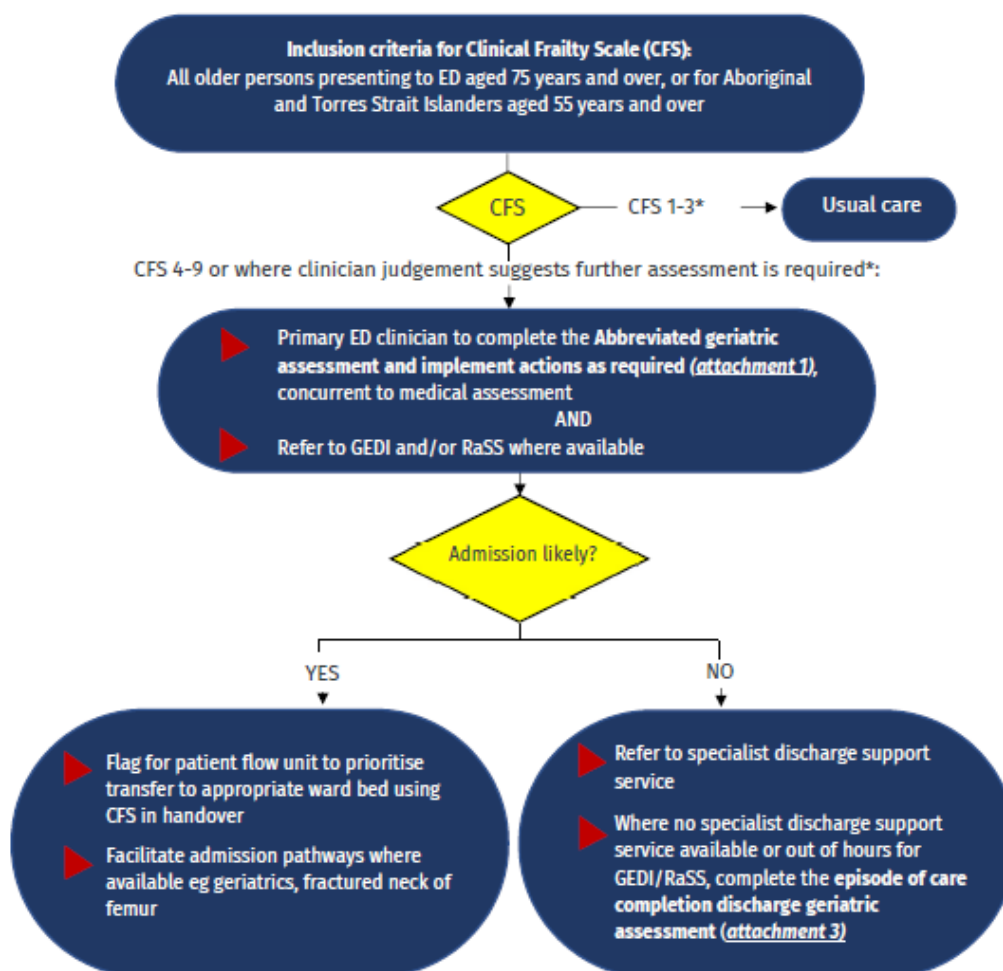 Inclusion criteria for Clinical Frailty Scale (CFS):
All older persons presenting to ED aged 75 years and over, or for Aboriginal
and Torres Strait Islanders aged 55 years and over
CFS
CFS 1-3*
Usual care
CFS 4-9 or where clinician judgement suggests further assessment is required*:
Primary ED clinician to complete the Abbreviated geriatric
assessment and implement actions as required (attachment 1),
concurrent to medical assessment
AND
Refer to GEDI and/or RaSS where available
Admission likely?
YES
NO
Flag for patient flow unit to prioritise
transfer to appropriate ward bed using
CFS in handover
Facilitate admission pathways where
available eg geriatrics, fractured neck of
femur
Refer to specialist discharge support
service
Where no specialist discharge support
service available or out of hours for
GEDI/RaSS, complete the episode of care
completion discharge geriatric
assessment (attachment 3)